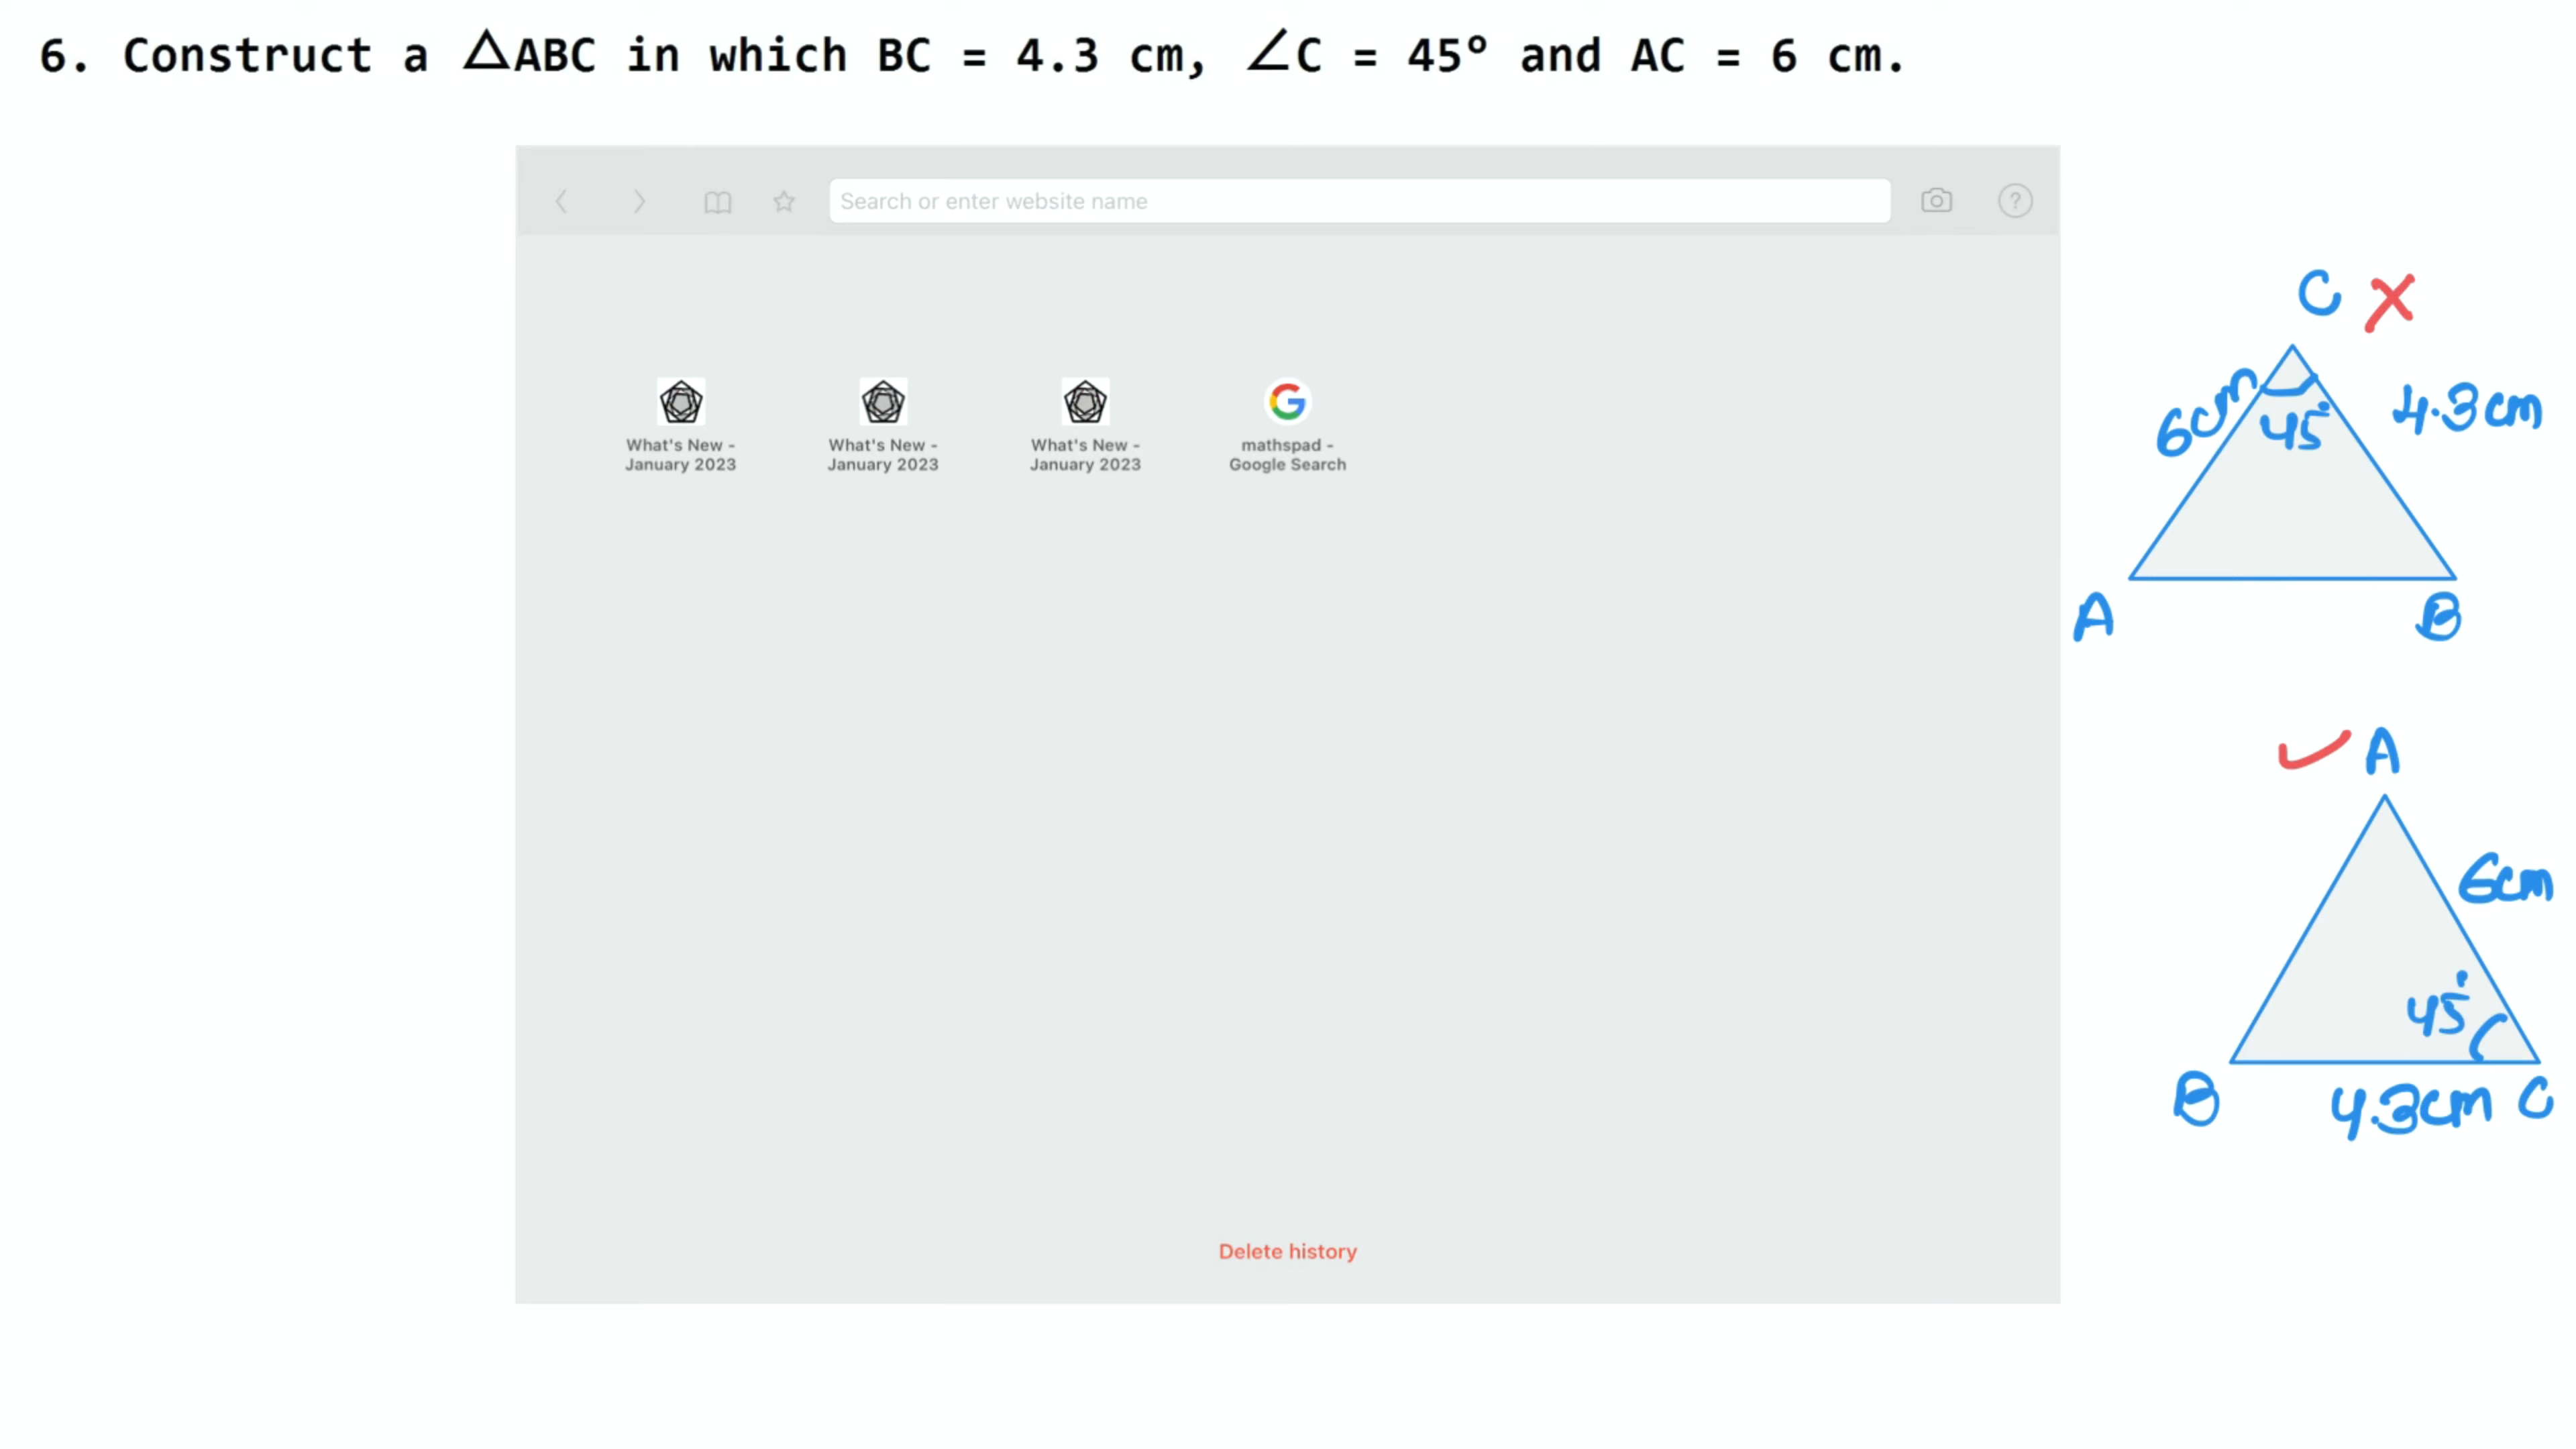 6. Construct a △ABC in which BC = 4.3 cm, ∠C = 45° and AC = 6 cm.
Search or enter website name
?
What's New -
January 2023
What's New -
January 2023
What's New -
January 2023
mathspad -
Google Search
C X
6cm
45°
4.3cm
A
B
✓ A
6cm
45°
B
4.3cm
C
Delete history